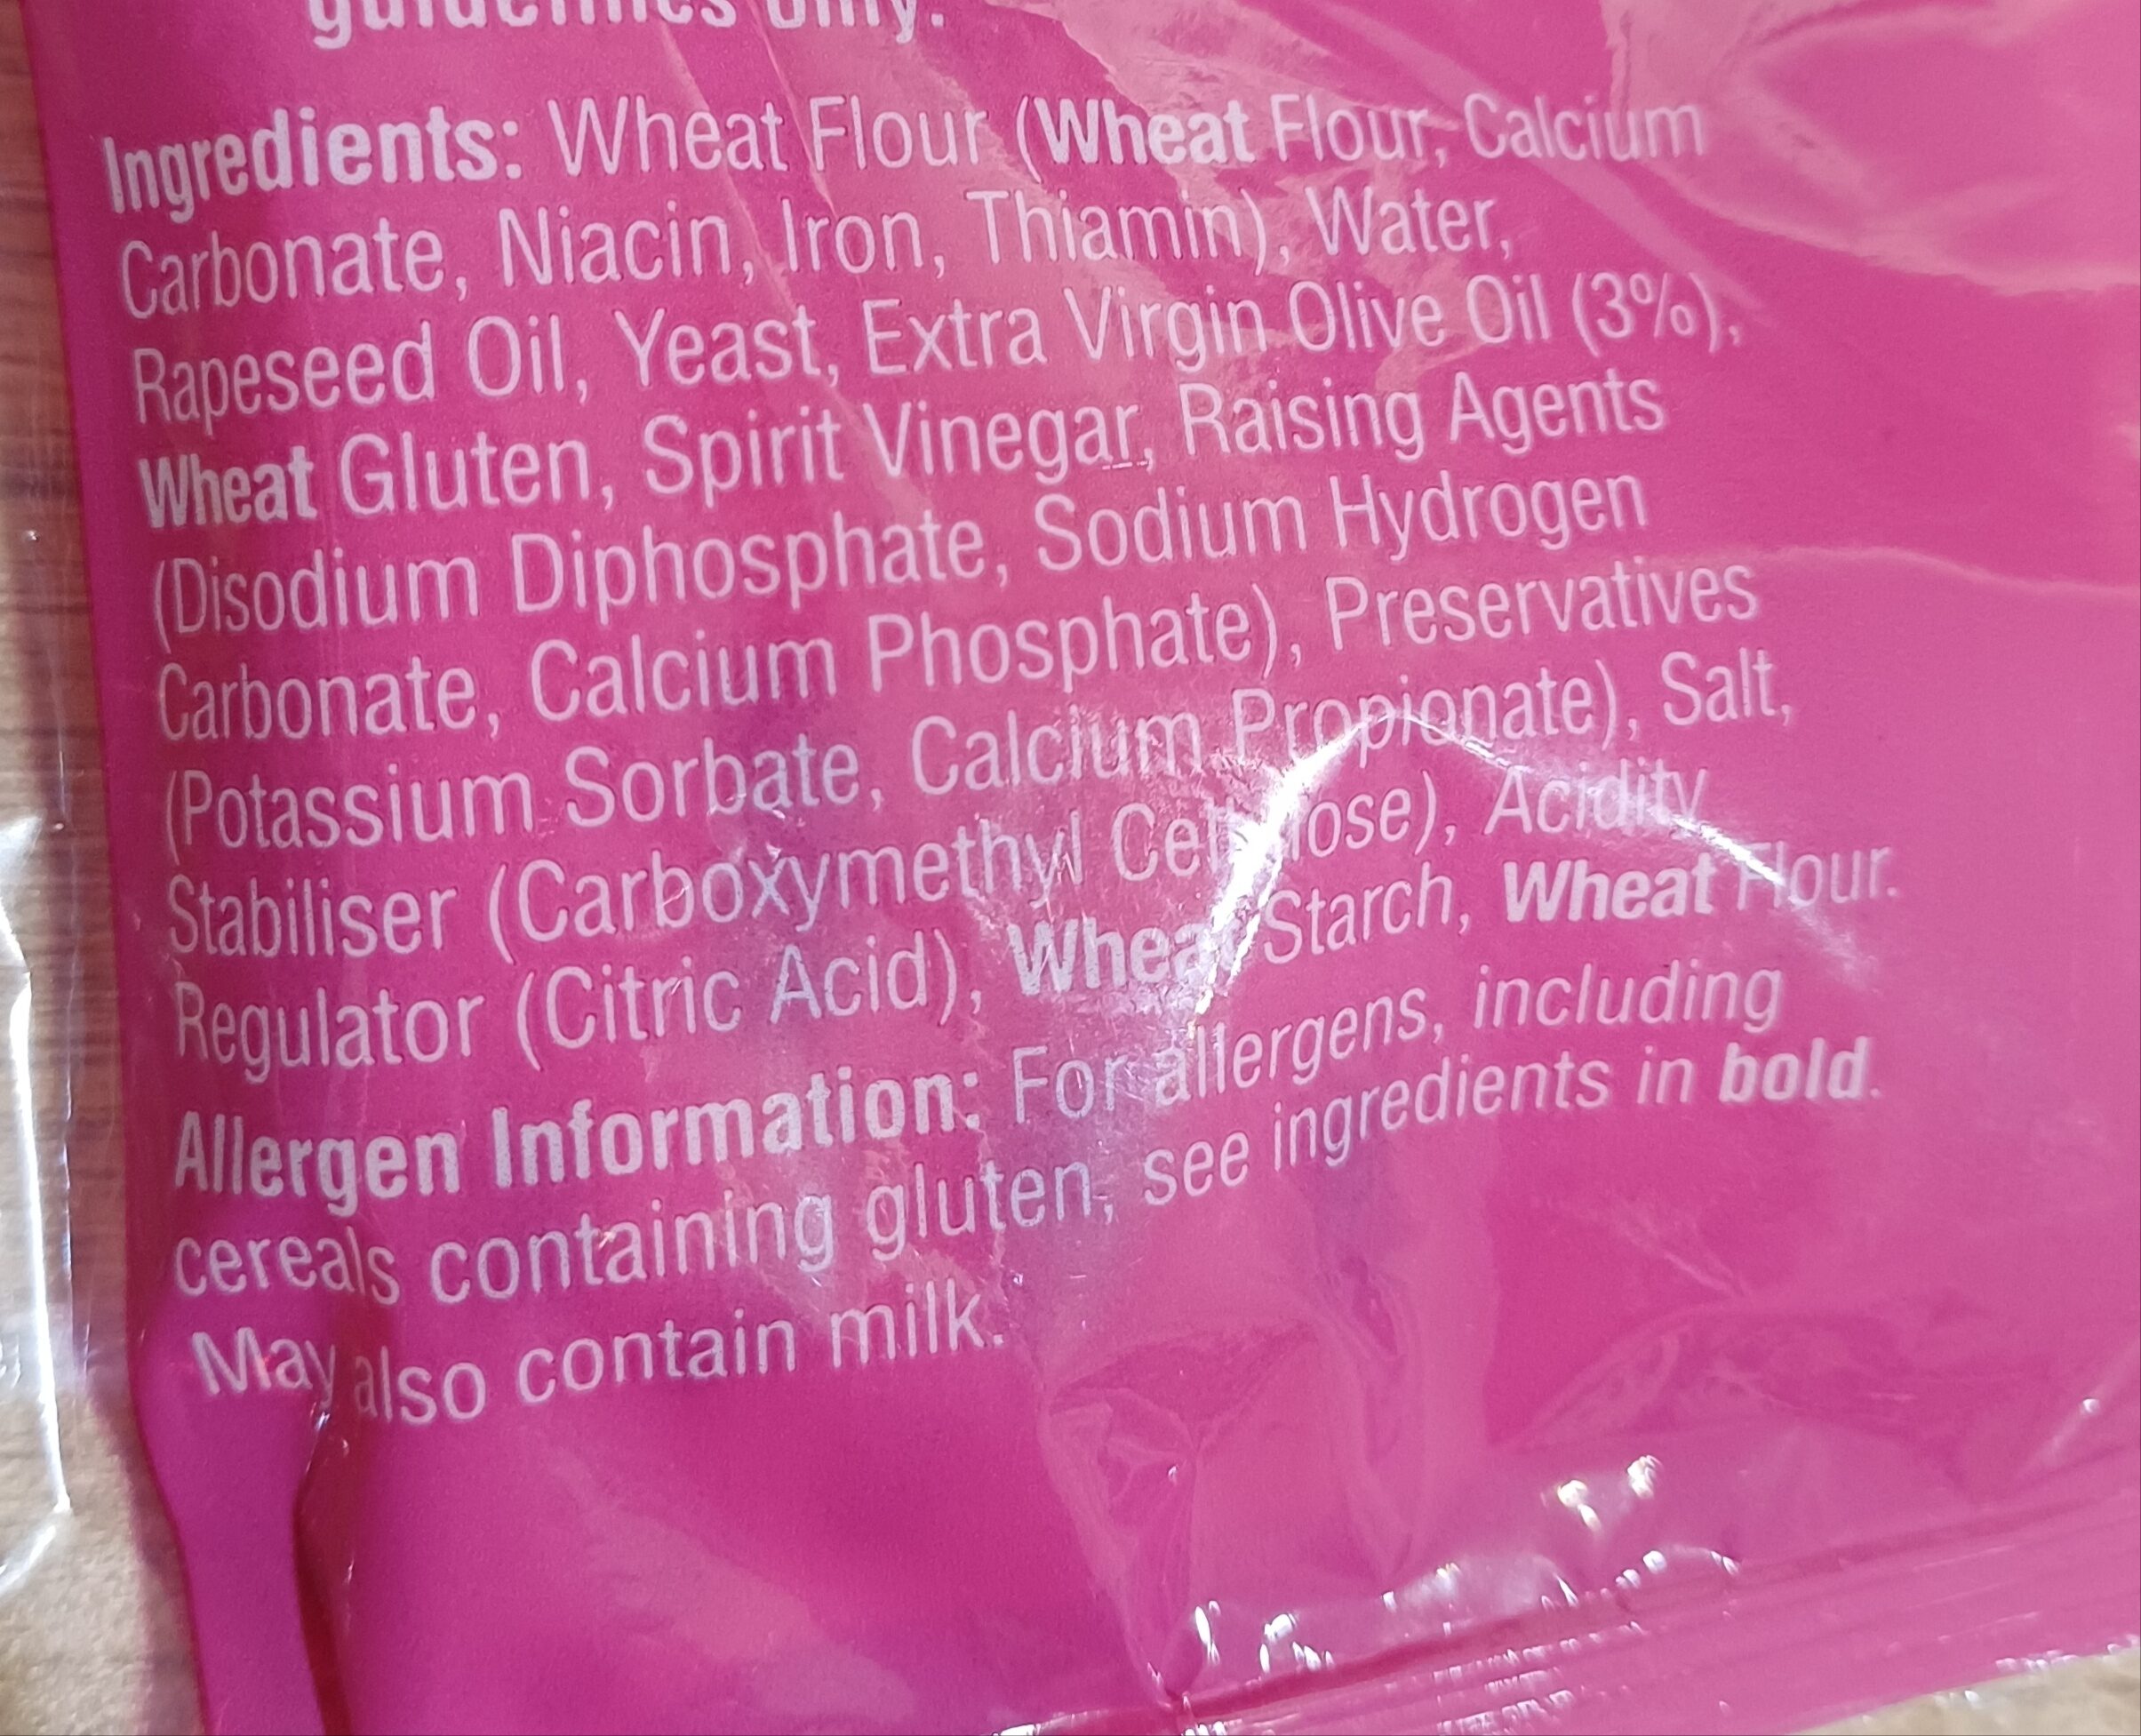 guidelines only.
Ingredients: Wheat Flour (Wheat Flour, Calcium
Carbonate, Niacin, Iron, Thiamin), Water,
Rapeseed Oil, Yeast, Extra Virgin Olive Oil (3%),
Wheat Gluten, Spirit Vinegar, Raising Agents
(Disodium Diphosphate, Sodium Hydrogen
Carbonate, Calcium Phosphate), Preservatives
(Potassium Sorbate, Calcium Propionate), Salt,
Stabiliser (Carboxymethyl Cellulose), Acidity
Regulator (Citric Acid), Wheat Starch, Wheat Flour.
Allergen Information: For allergens, including
cereals containing gluten, see ingredients in bold.
May also contain milk.